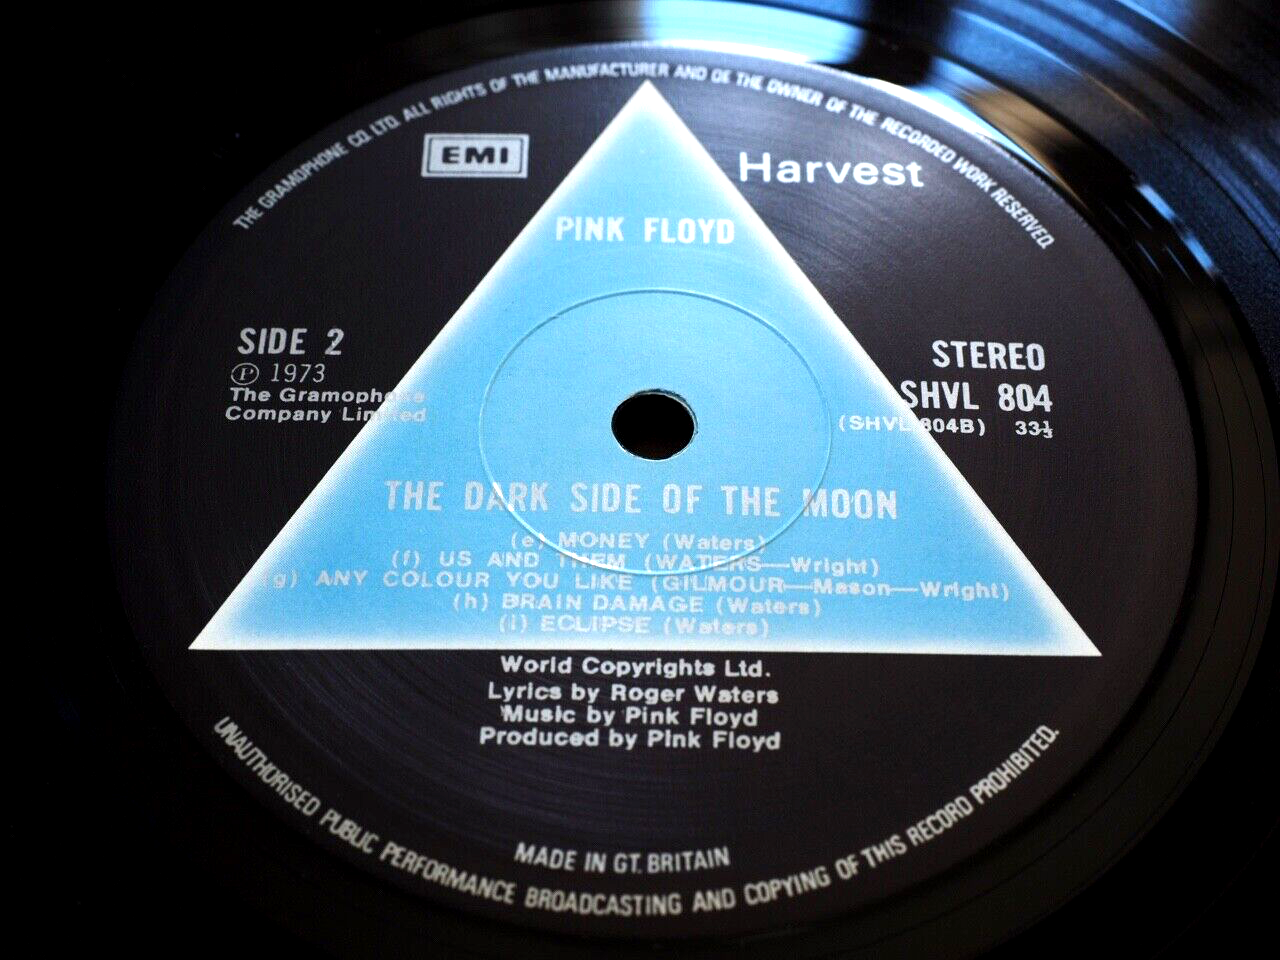 THE GRAMOPHONE CO. LTD. ALL RIGHTS OF THE MANUFACTURER AND OF THE OWNER OF THE RECORDED WORK RESERVED.
EMI
Harvest
PINK FLOYD
SIDE 2
℗ 1973
The Gramophone
Company Limited
STEREO
SHVL 804
(SHVL 804B) 33⅓
THE DARK SIDE OF THE MOON
(e) MONEY (Waters)
(f) US AND THEM (WATERS—Wright)
(g) ANY COLOUR YOU LIKE (GILMOUR—Mason—Wright)
(h) BRAIN DAMAGE (Waters)
(i) ECLIPSE (Waters)
World Copyrights Ltd.
Lyrics by Roger Waters
Music by Pink Floyd
Produced by Pink Floyd
MADE IN GT. BRITAIN
UNAUTHORISED PUBLIC PERFORMANCE BROADCASTING AND COPYING OF THIS RECORD PROHIBITED.